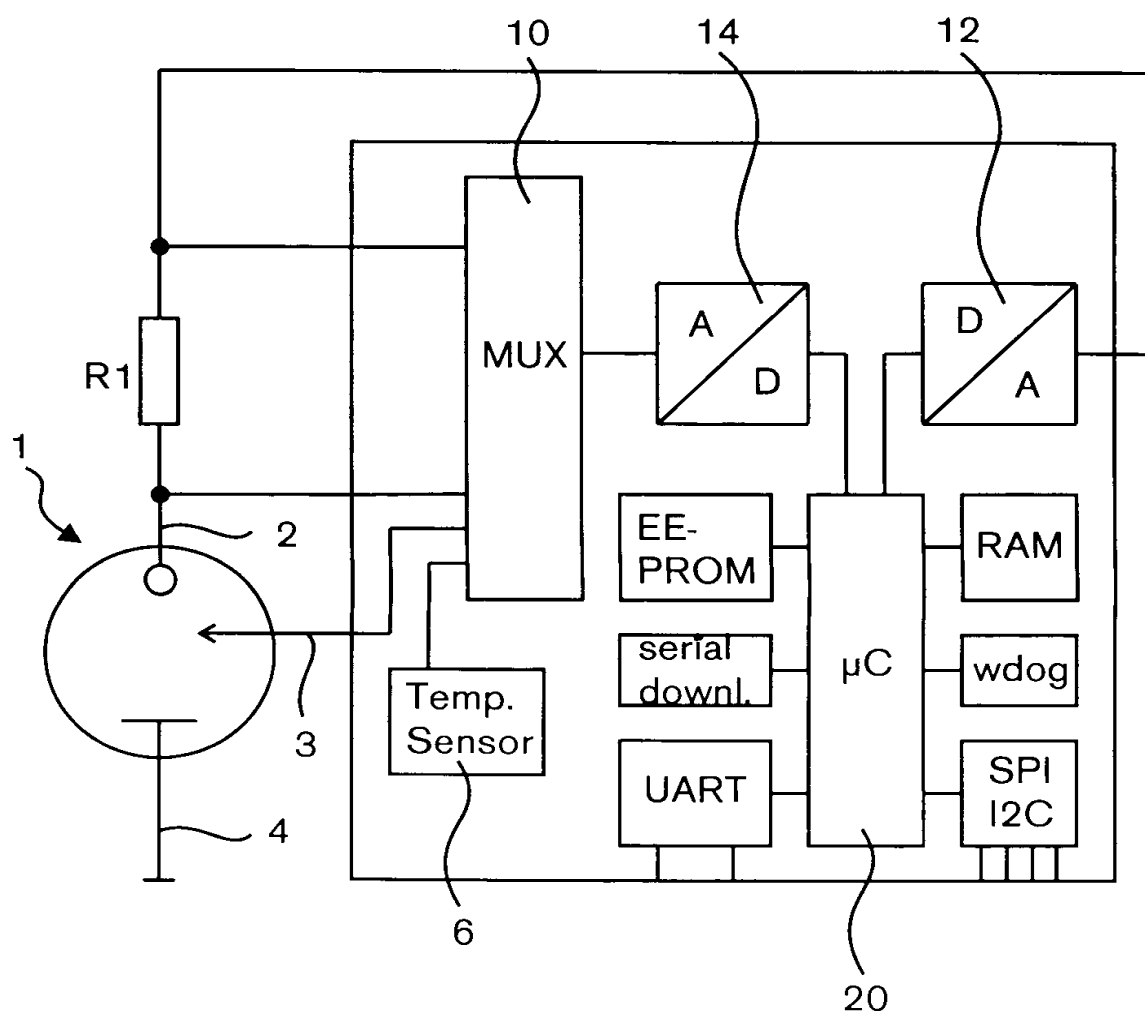 10
14
12
A
D
D
A
MUX
R1
1
2
EE-
PROM
RAM
µC
serial
downl.
wdog
3
Temp.
Sensor
UART
SPI
I2C
4
6
20